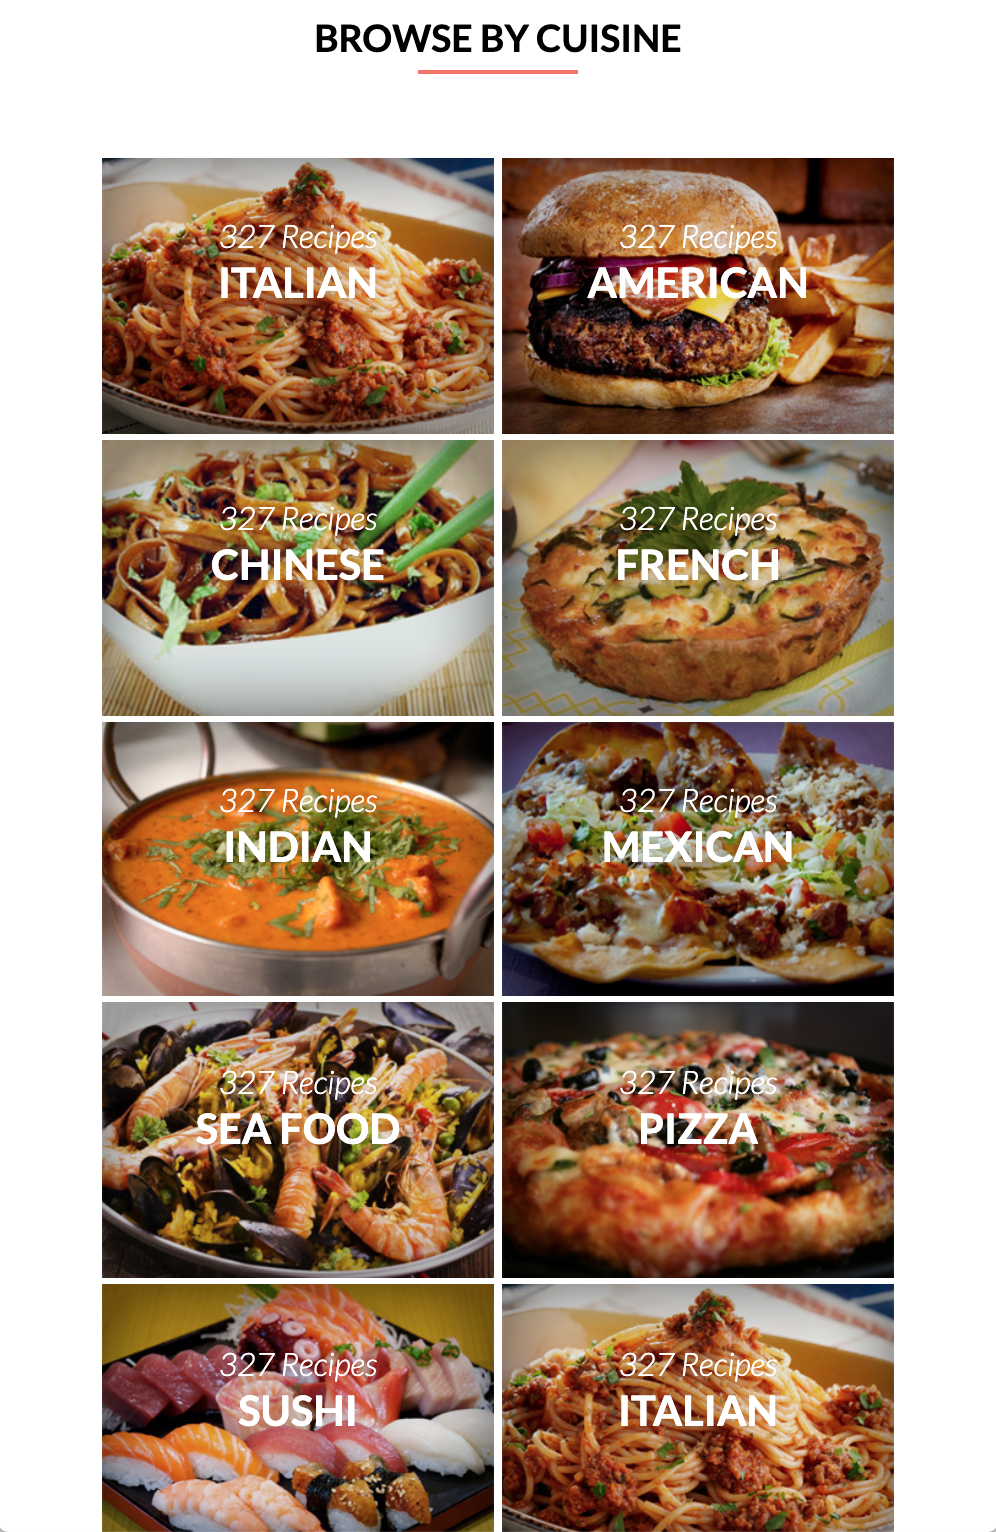 BROWSE BY CUISINE
327 Recipes
ITALIAN
327 Recipes
AMERICAN
327 Recipes
CHINESE
327 Recipes
FRENCH
327 Recipes
INDIAN
327 Recipes
MEXICAN
327 Recipes
SEA FOOD
327 Recipes
PIZZA
327 Recipes
SUSHI
327 Recipes
ITALIAN